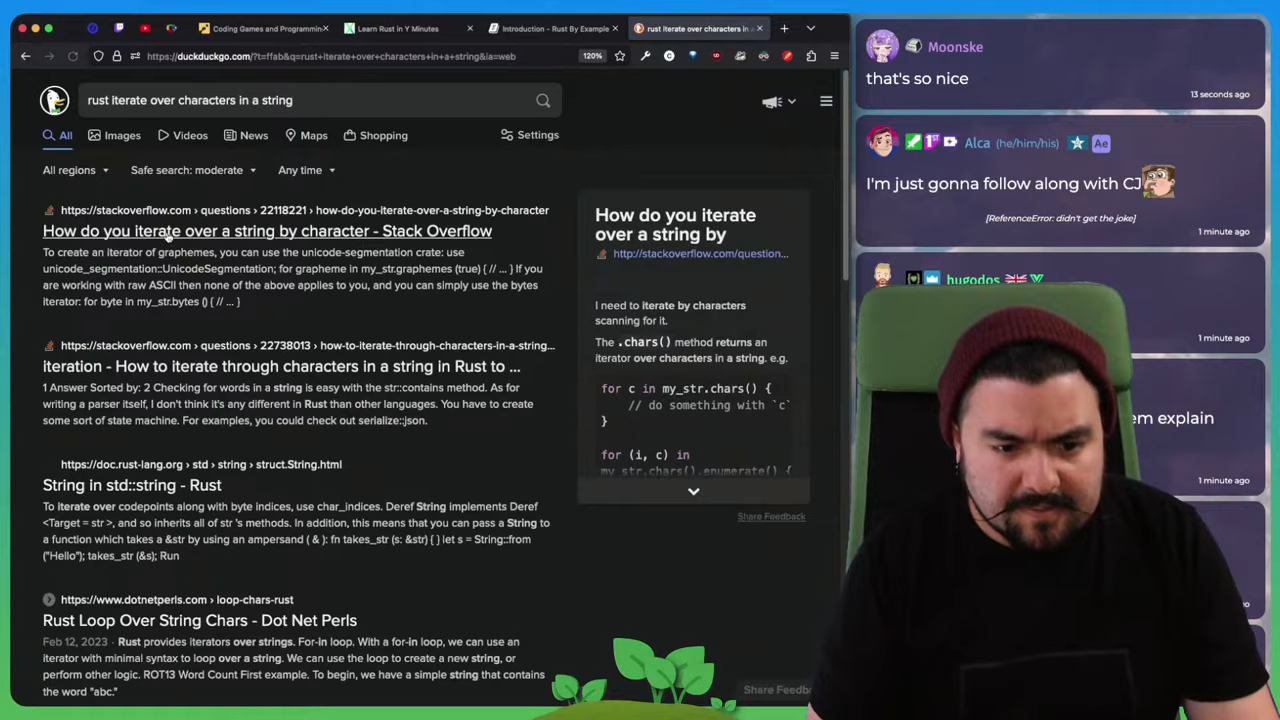 Coding Games and Programmin
Learn Rust in Y Minutes
Introduction - Rust By Example
rust iterate over characters in a
https://duckduckgo.com/?t=ffab&q=rust+iterate+over+characters+in+a+string&ia=web
120%
rust iterate over characters in a string
All
Images
Videos
News
Maps
Shopping
Settings
All regions
Safe search: moderate
Any time
https://stackoverflow.com › questions › 22118221 › how-do-you-iterate-over-a-string-by-character
How do you iterate over a string by character - Stack Overflow
To create an iterator of graphemes, you can use the unicode-segmentation crate: use
unicode_segmentation::UnicodeSegmentation; for grapheme in my_str.graphemes (true) { // ... } If you
are working with raw ASCII then none of the above applies to you, and you can simply use the bytes
iterator: for byte in my_str.bytes () { // ... }
https://stackoverflow.com › questions › 22738013 › how-to-iterate-through-characters-in-a-string...
iteration - How to iterate through characters in a string in Rust to ...
1 Answer Sorted by: 2 Checking for words in a string is easy with the str::contains method. As for
writing a parser itself, I don't think it's any different in Rust than other languages. You have to create
some sort of state machine. For examples, you could check out serialize::json.
https://doc.rust-lang.org › std › string › struct.String.html
String in std::string - Rust
To iterate over codepoints along with byte indices, use char_indices. Deref String implements Deref
<Target = str >, and so inherits all of str 's methods. In addition, this means that you can pass a String to
a function which takes a &str by using an ampersand ( & ): fn takes_str (s: &str) { } let s = String::from
("Hello"); takes_str (&s); Run
https://www.dotnetperls.com › loop-chars-rust
Rust Loop Over String Chars - Dot Net Perls
Feb 12, 2023 · Rust provides iterators over strings. For-in loop. With a for-in loop, we can use an
iterator with minimal syntax to loop over a string. We can use the loop to create a new string, or
perform other logic. ROT13 Word Count First example. To begin, we have a simple string that contains
the word "abc."
How do you iterate
over a string by
http://stackoverflow.com/question...
I need to iterate by characters
scanning for it.
The .chars() method returns an
iterator over characters in a string. e.g.
for c in my_str.chars() {
// do something with `c`
}
for (i, c) in
my_str.chars().enumerate() {
Share Feedback
Share Feedba
Moonske
that's so nice
13 seconds ago
1st
Alca (he/him/his)
Ae
I'm just gonna follow along with CJ
[ReferenceError: didn't get the joke]
1 minute ago
hugodos
1 minute ago
em explain
1 minute ago